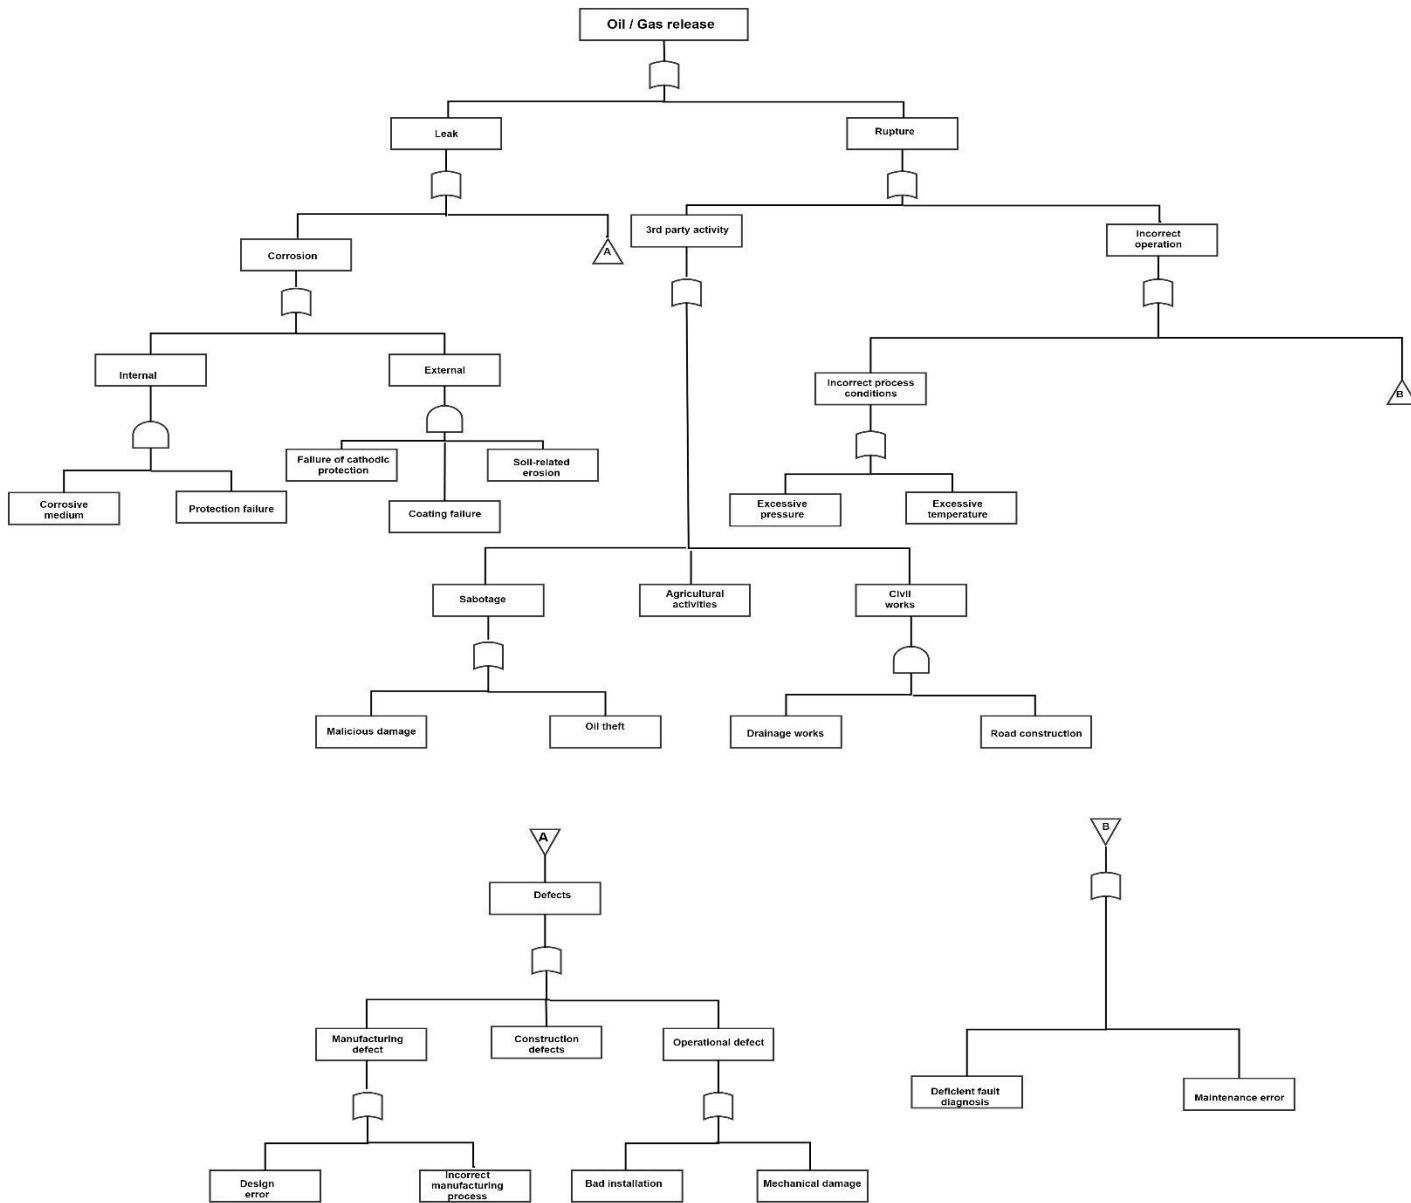 Oil / Gas release
Leak
Rupture
3rd party activity
Incorrect
operation
Corrosion
A
Internal
External
Incorrect process
conditions
B
Failure of cathodic
protection
Soil-related
erosion
Corrosive
medium
Protection failure
Coating failure
Excessive
pressure
Excessive
temperature
Sabotage
Agricultural
activities
Civil
works
Malicious damage
Oil theft
Drainage works
Road construction
A
B
Defects
Manufacturing
defect
Construction
defects
Operational defect
Deficient fault
diagnosis
Maintenance error
Design
error
Incorrect
manufacturing
process
Bad installation
Mechanical damage